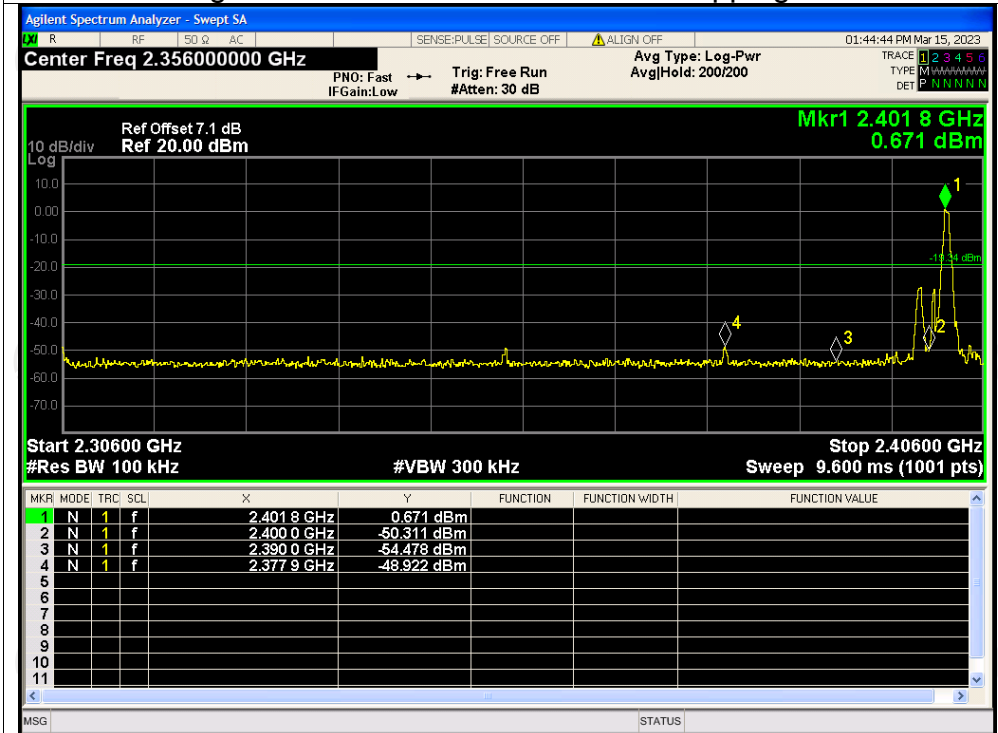 Agilent Spectrum Analyzer - Swept SA
LXI R RF 50 Ω AC SENSE:PULSE SOURCE OFF ALIGN OFF 01:44:44 PM Mar 15, 2023
Center Freq 2.356000000 GHz
PNO: Fast
IFGain:Low
Trig: Free Run
#Atten: 30 dB
Avg Type: Log-Pwr
Avg|Hold: 200/200
TRACE 1 2 3 4 5 6
TYPE M
DET P N N N N N
Mkr1 2.401 8 GHz
0.671 dBm
Ref Offset 7.1 dB
10 dB/div Ref 20.00 dBm
Log
10.0
0.00
-10.0
-20.0
-30.0
-40.0
-50.0
-60.0
-70.0
1
-19.34 dBm
4
3
2
Start 2.30600 GHz Stop 2.40600 GHz
#Res BW 100 kHz #VBW 300 kHz Sweep 9.600 ms (1001 pts)
MKR MODE TRC SCL X Y FUNCTION FUNCTION WIDTH FUNCTION VALUE
1 N 1 f 2.401 8 GHz 0.671 dBm
2 N 1 f 2.400 0 GHz -50.311 dBm
3 N 1 f 2.390 0 GHz -54.478 dBm
4 N 1 f 2.377 9 GHz -48.922 dBm
5
6
7
8
9
10
11
MSG STATUS